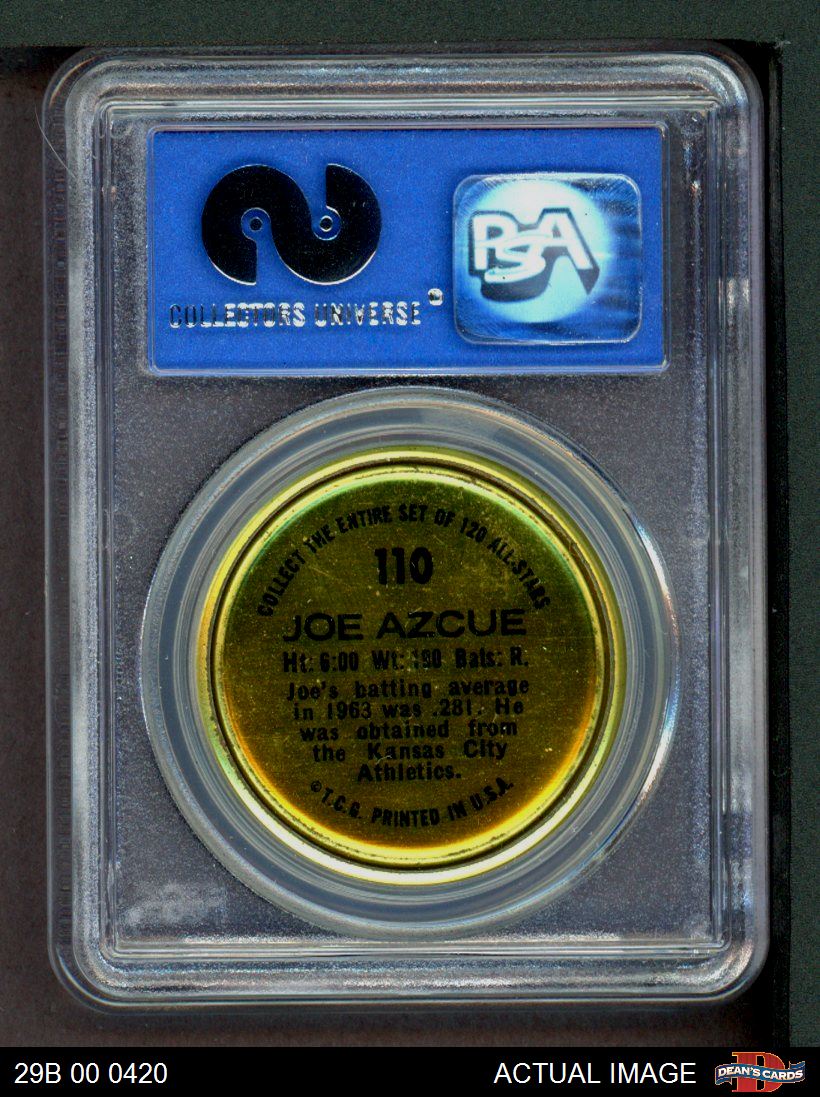 COLLECTORS UNIVERSE
PSA
COLLECT THE ENTIRE SET OF 120 ALL-STARS
110
JOE AZCUE
Ht: 6:00 Wt: 190 Bats: R.
Joe's batting average
in 1963 was .281. He
was obtained from
the Kansas City
Athletics.
©T.C.G. PRINTED IN U.S.A.
29B 00 0420
ACTUAL IMAGE
DEAN'S CARDS